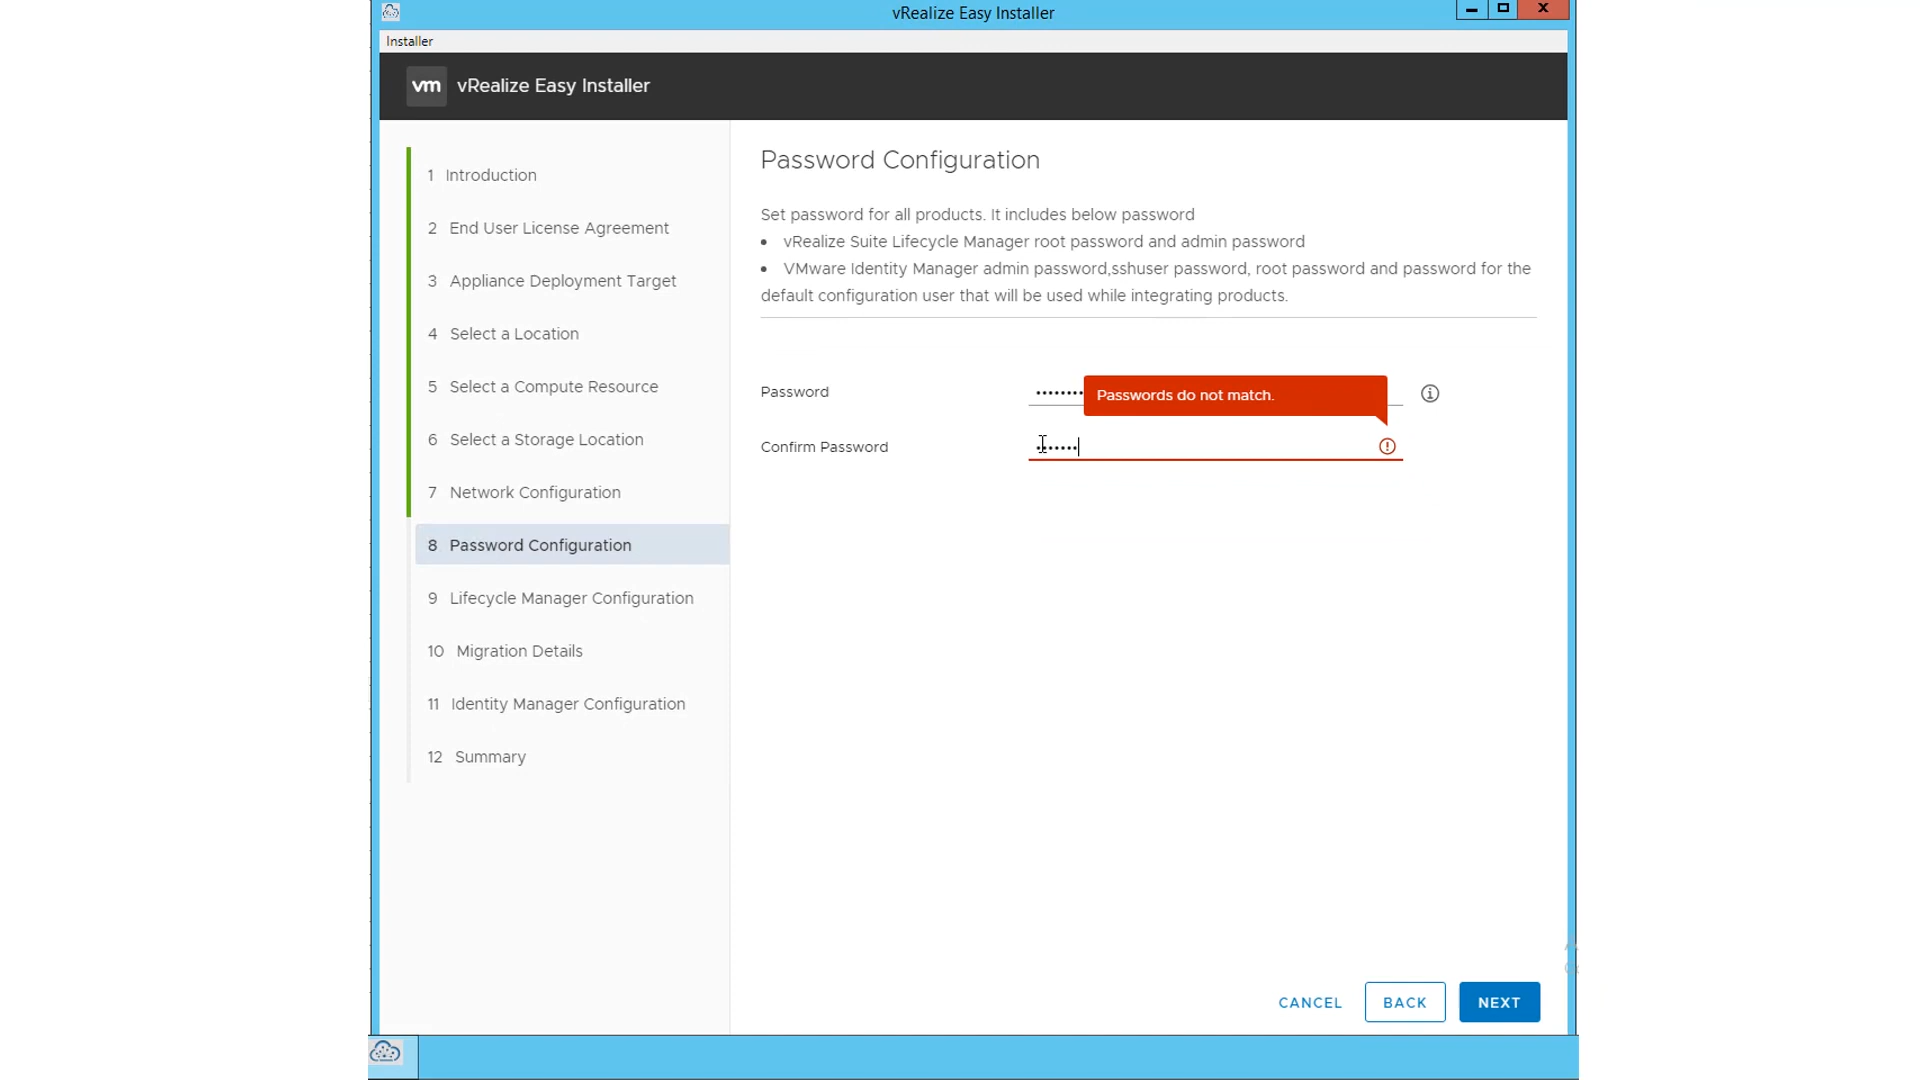 vRealize Easy Installer
Installer
vm vRealize Easy Installer
1 Introduction
2 End User License Agreement
3 Appliance Deployment Target
4 Select a Location
5 Select a Compute Resource
6 Select a Storage Location
7 Network Configuration
8 Password Configuration
9 Lifecycle Manager Configuration
10 Migration Details
11 Identity Manager Configuration
12 Summary
Password Configuration
Set password for all products. It includes below password
• vRealize Suite Lifecycle Manager root password and admin password
• VMware Identity Manager admin password,sshuser password, root password and password for the
default configuration user that will be used while integrating products.
Password
Passwords do not match.
Confirm Password
CANCEL BACK NEXT